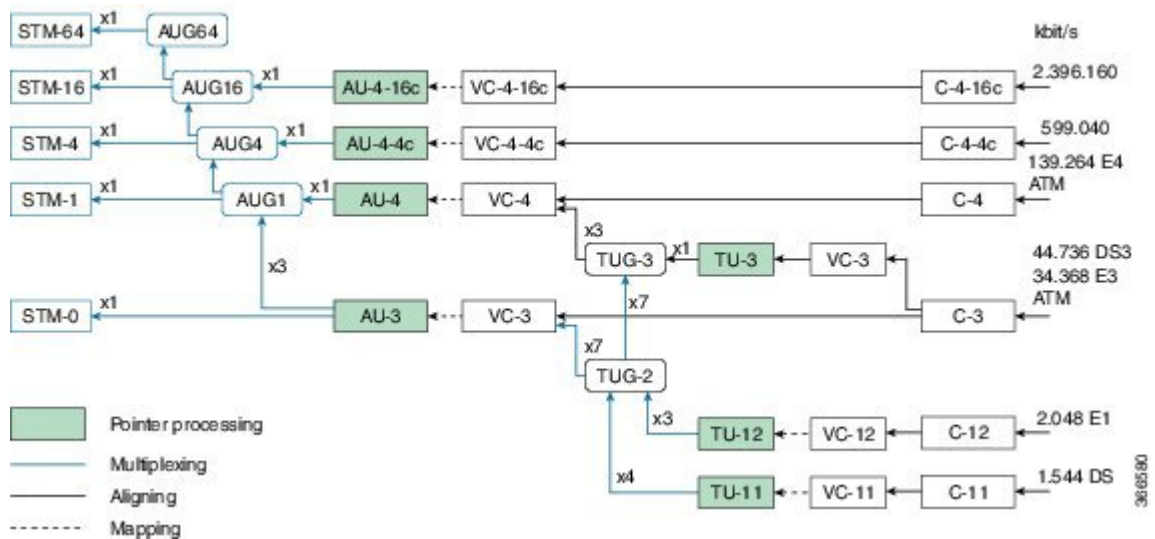 STM-64 x1 AUG64 kbit/s
STM-16 x1 AUG16 x1 AU-4-16c VC-4-16c C-4-16c 2.396.160
STM-4 x1 AUG4 x1 AU-4-4c VC-4-4c C-4-4c 599.040
139.264 E4
STM-1 x1 AUG1 x1 AU-4 VC-4 C-4 ATM
x3
x3 TUG-3 x1 TU-3 VC-3 44.736 DS3
34.368 E3
x7
STM-0 x1 AU-3 VC-3 C-3 ATM
x7
TUG-2
Pointer processing x3 TU-12 VC-12 C-12 2.048 E1
Multiplexing
x4 TU-11 VC-11 C-11 1.544 DS
Aligning
Mapping
366580